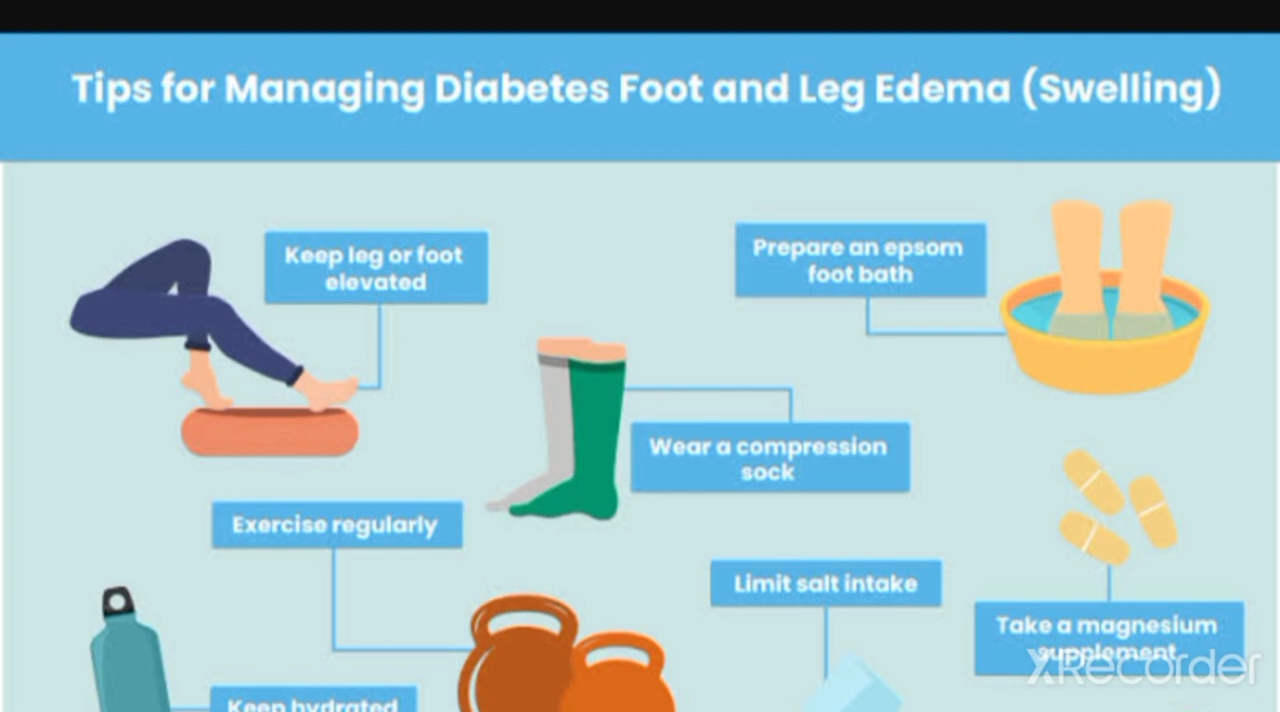 Tips for Managing Diabetes Foot and Leg Edema (Swelling)
Keep leg or foot
elevated
Prepare an epsom
foot bath
Wear a compression
sock
Exercise regularly
Limit salt intake
Take a magnesium
supplement
XRecorder
Keep hydrated